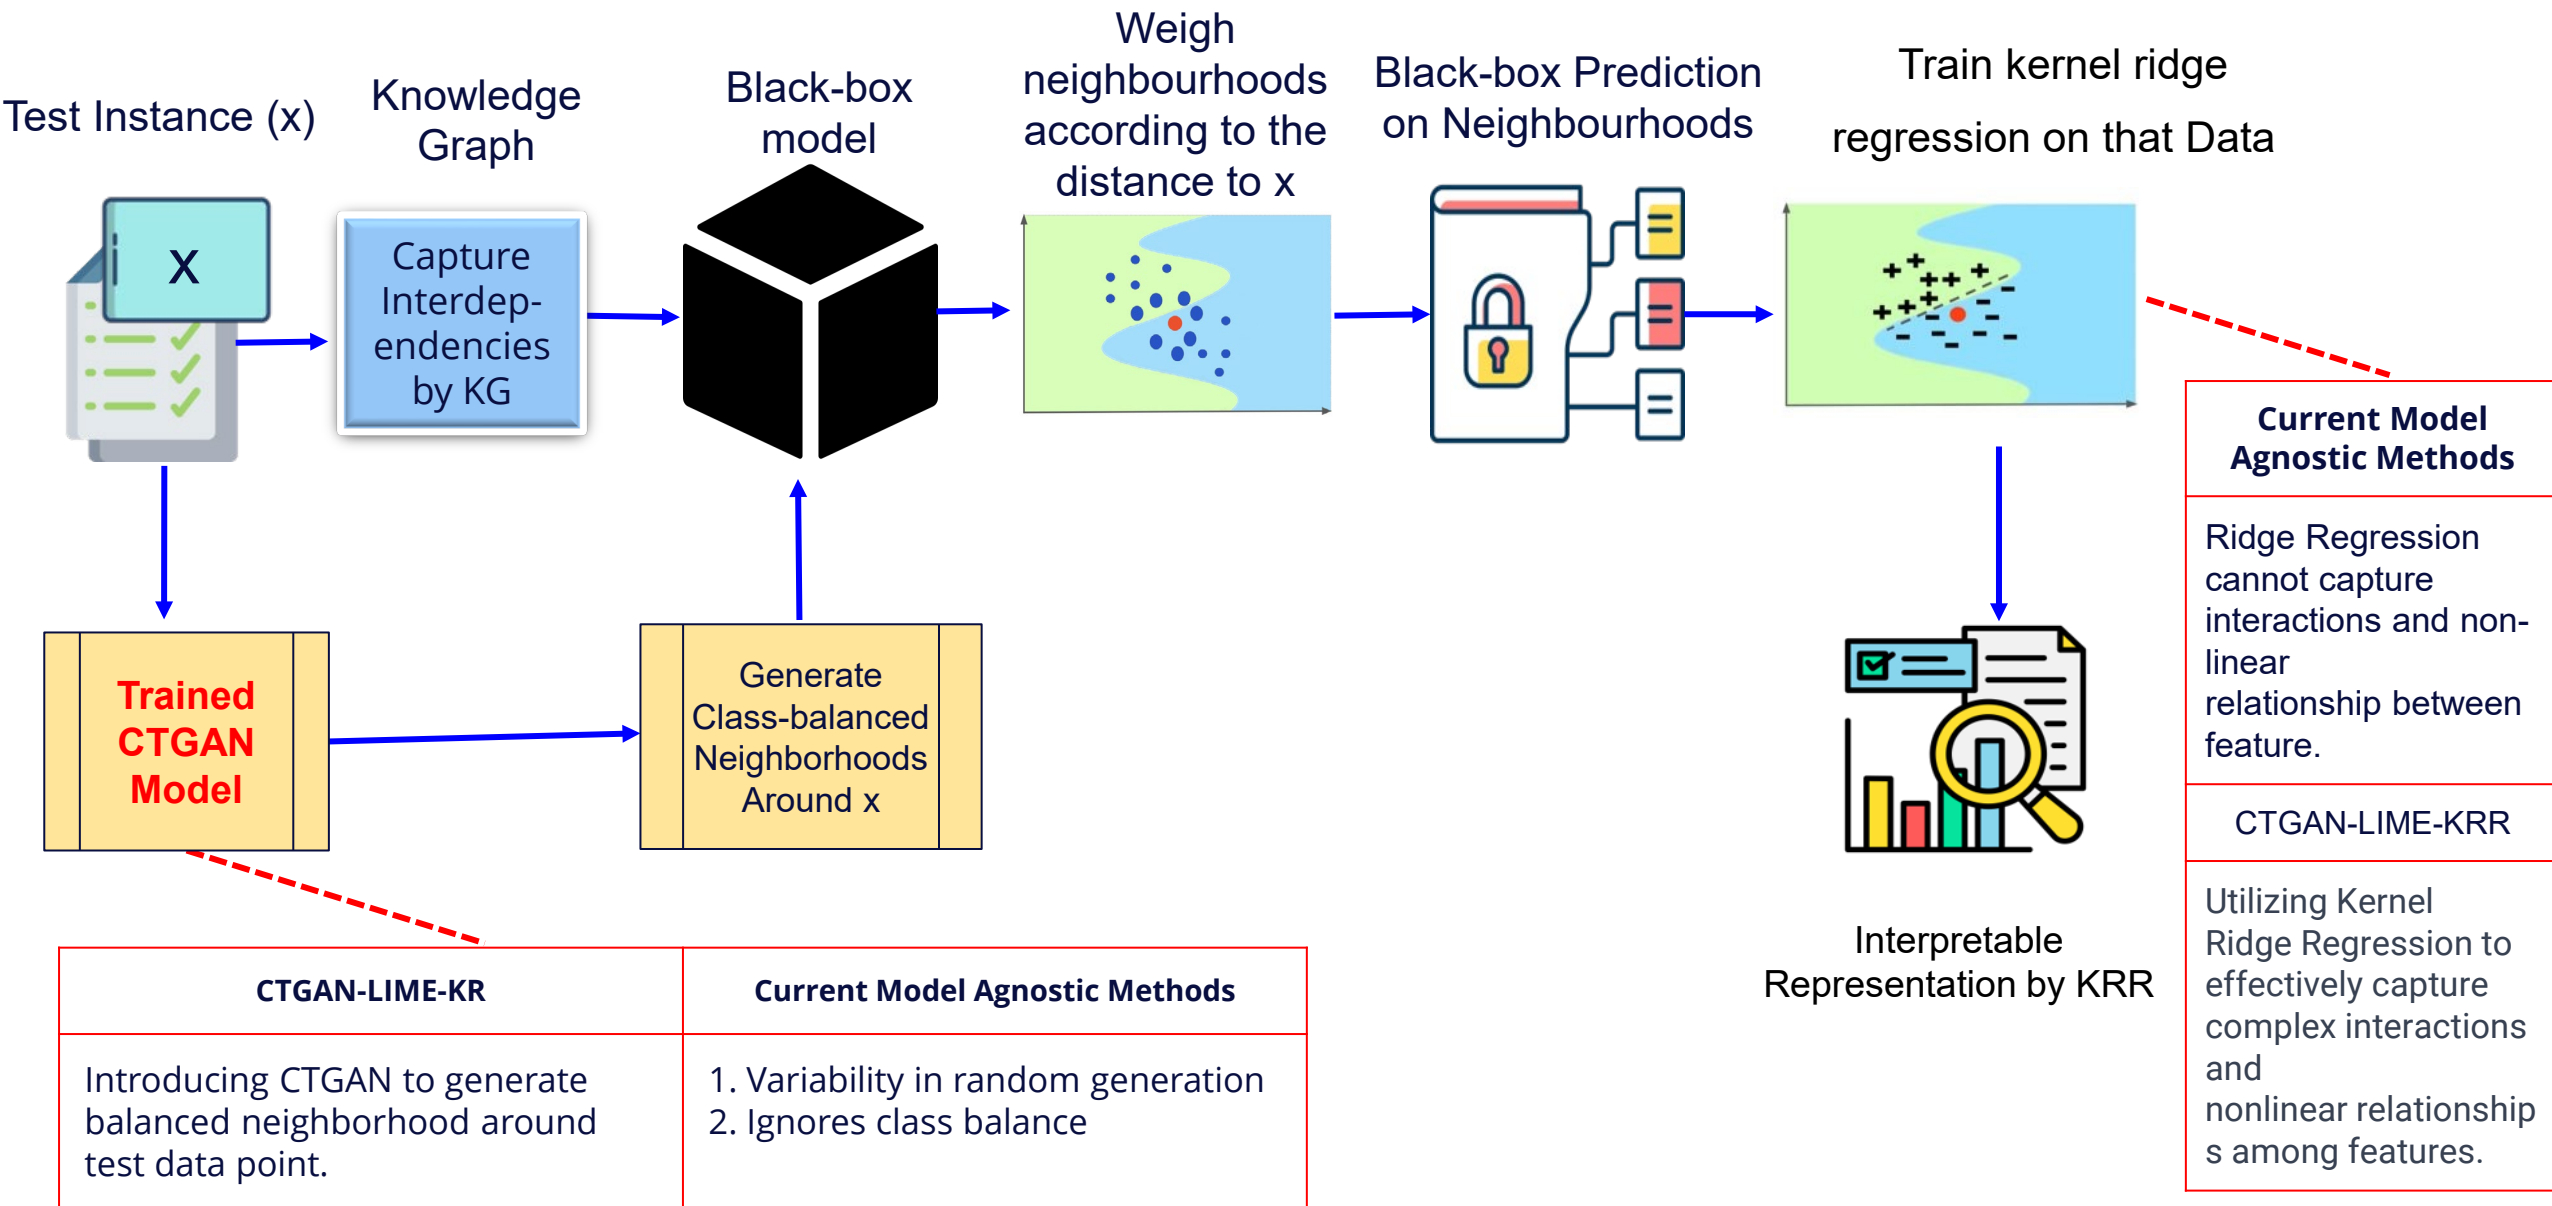 Test Instance (x)
Knowledge
Graph
Black-box
model
Weigh
neighbourhoods
according to the
distance to x
Black-box Prediction
on Neighbourhoods
Train kernel ridge
regression on that Data
x
Capture
Interdep-
endencies
by KG
Trained
CTGAN
Model
Generate
Class-balanced
Neighborhoods
Around x
Interpretable
Representation by KRR
Current Model
Agnostic Methods
Ridge Regression
cannot capture
interactions and non-
linear
relationship between
feature.
CTGAN-LIME-KRR
Utilizing Kernel
Ridge Regression to
effectively capture
complex interactions
and
nonlinear relationship
s among features.
CTGAN-LIME-KR
Current Model Agnostic Methods
Introducing CTGAN to generate
balanced neighborhood around
test data point.
1. Variability in random generation
2. Ignores class balance